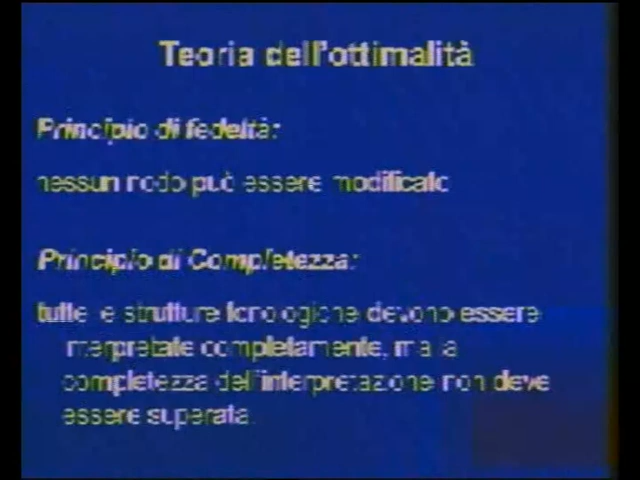 Teoria dell'ottimalità
Principio di fedeltà:
nessun nodo può essere modificato
Principio di Completezza:
tutte le strutture fonologiche devono essere
interpretate completamente, ma la
completezza dell'interpretazione non deve
essere superata.